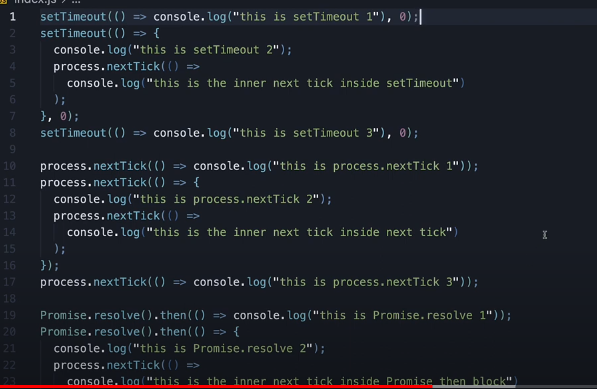 index.js > ...
1 setTimeout(() => console.log("this is setTimeout 1"), 0);
2 setTimeout(() => {
3 console.log("this is setTimeout 2");
4 process.nextTick(() =>
5 console.log("this is the inner next tick inside setTimeout")
6 );
7 }, 0);
8 setTimeout(() => console.log("this is setTimeout 3"), 0);
9
10 process.nextTick(() => console.log("this is process.nextTick 1"));
11 process.nextTick(() => {
12 console.log("this is process.nextTick 2");
13 process.nextTick(() =>
14 console.log("this is the inner next tick inside next tick")
15 );
16 });
17 process.nextTick(() => console.log("this is process.nextTick 3"));
18
19 Promise.resolve().then(() => console.log("this is Promise.resolve 1"));
20 Promise.resolve().then(() => {
21 console.log("this is Promise.resolve 2");
22 process.nextTick(() =>
23 console.log("this is the inner next tick inside Promise then block")